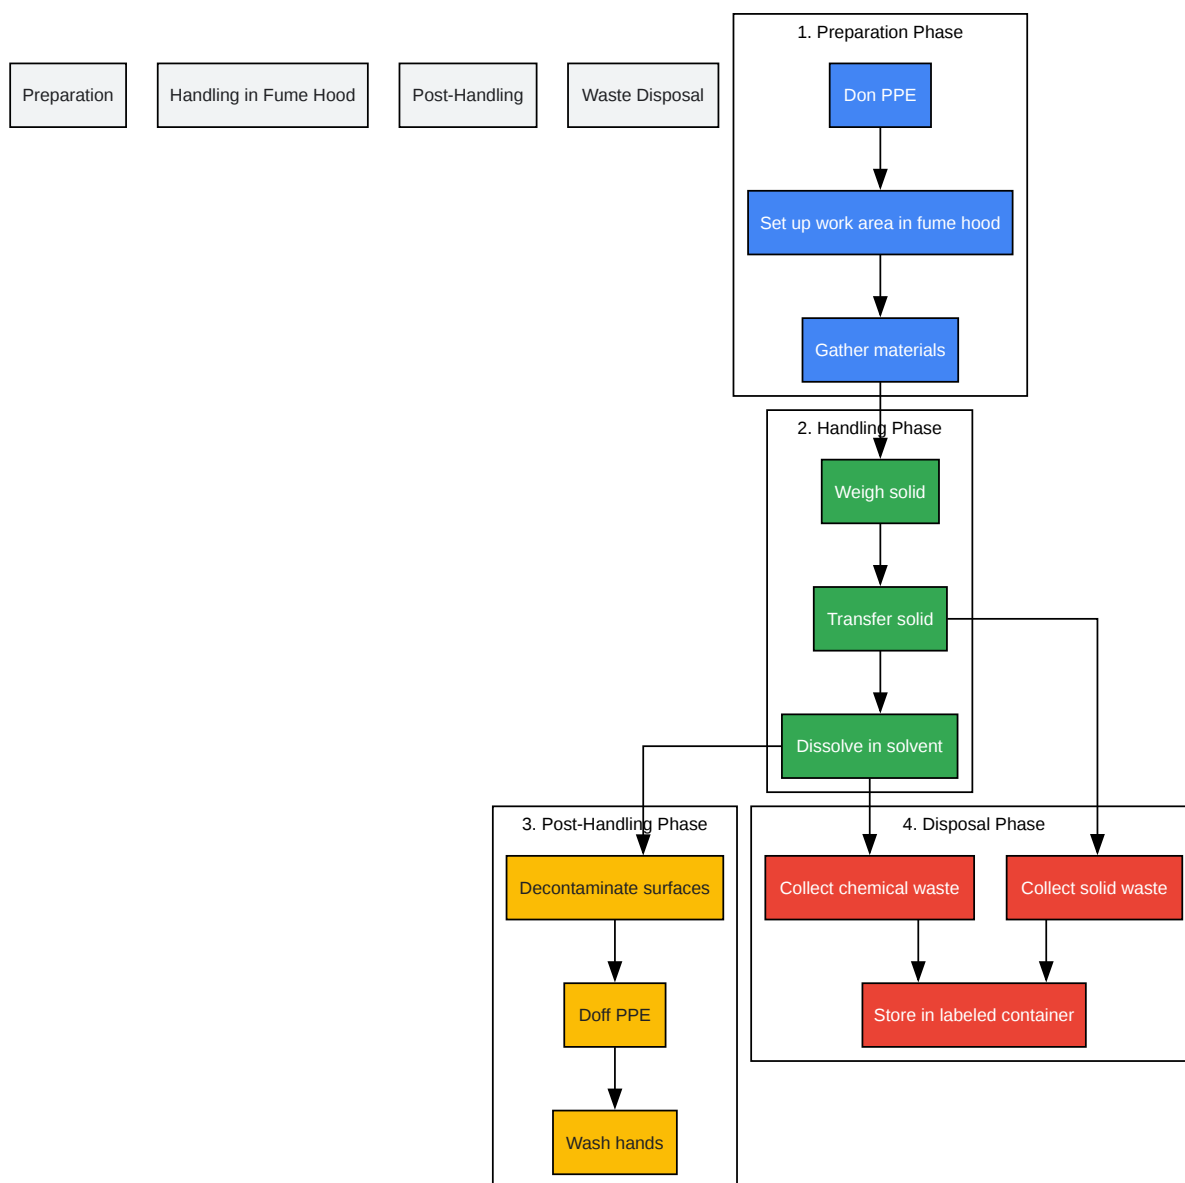 1. Preparation Phase
Preparation
Handling in Fume Hood
Post-Handling
Waste Disposal
Don PPE
Set up work area in fume hood
Gather materials
2. Handling Phase
Weigh solid
Transfer solid
Dissolve in solvent
3. Post-Handling Phase
4. Disposal Phase
Decontaminate surfaces
Collect chemical waste
Collect solid waste
Doff PPE
Store in labeled container
Wash hands